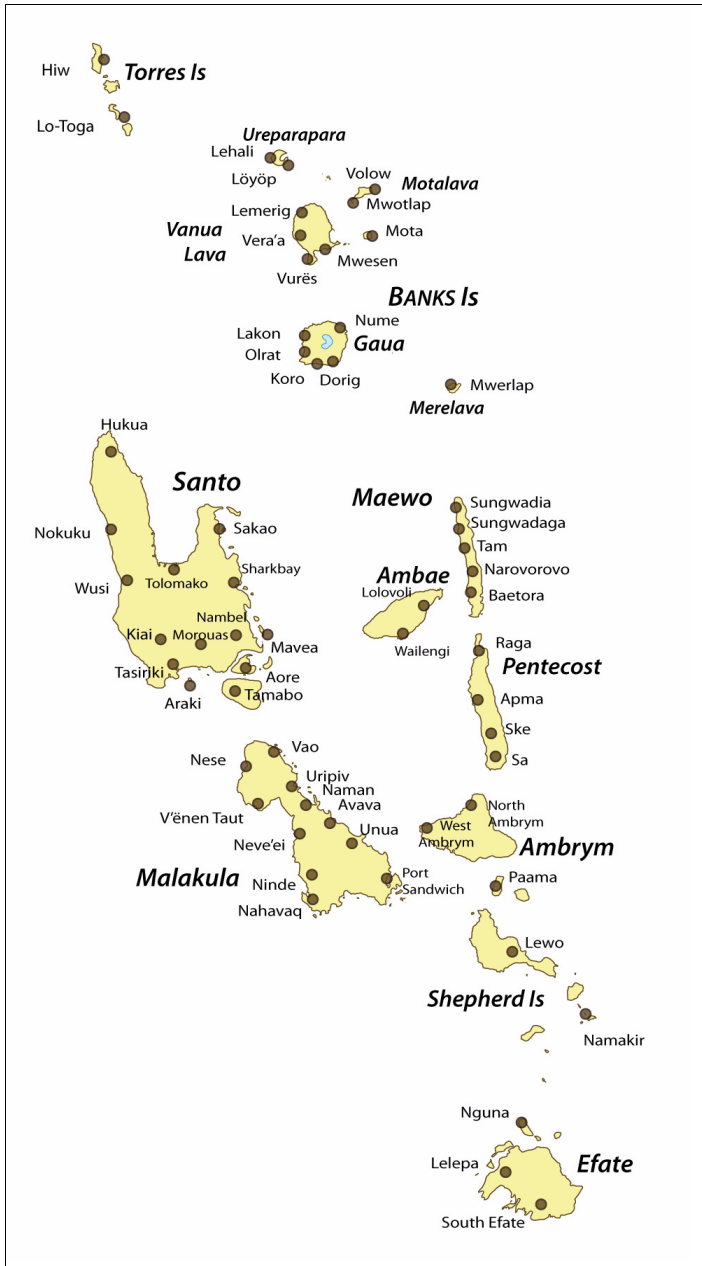 Hiw
Torres Is
Lo-Toga
Ureparapara
Lehali
Löyöp
Volow
Motalava
Mwotlap
Lemerig
Vanua
Lava
Vera’a
Mota
Mwesen
Vurës
BANKS Is
Nume
Lakon
Gaua
Olrat
Koro
Dorig
Mwerlap
Merelava
Hukua
Santo
Maewo
Sungwadia
Sungwadaga
Nokuku
Sakao
Tam
Sharkbay
Ambae
Narovorovo
Wusi
Tolomako
Lolovoli
Baetora
Nambel
Kiai
Morouas
Mavea
Wailengi
Raga
Pentecost
Tasiriki
Aore
Araki
Tamabo
Apma
Ske
Sa
Vao
Nese
Uripiv
Naman
Avava
V’ënen Taut
Unua
North
Ambrym
West
Ambrym
Neve’ei
Ambrym
Malakula
Ninde
Port
Sandwich
Paama
Nahavaq
Lewo
Shepherd Is
Namakir
Nguna
Lelepa
Efate
South Efate